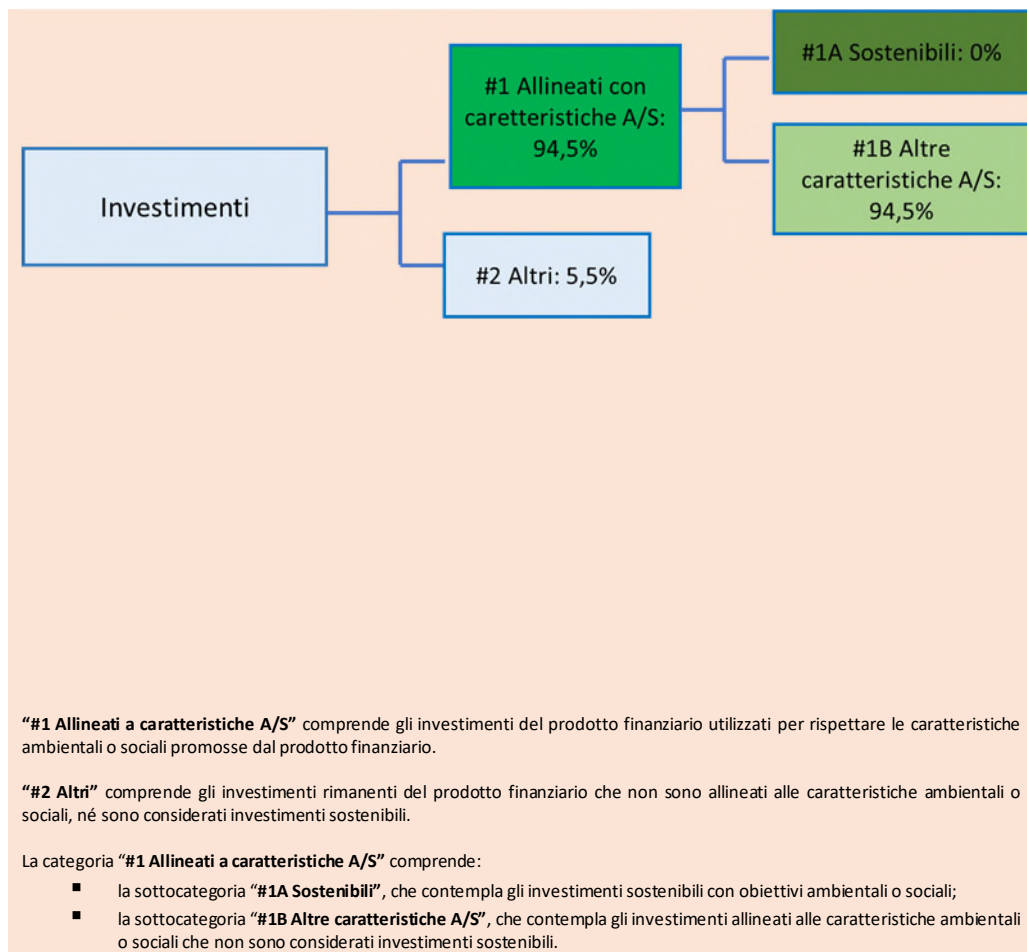 #1A Sostenibili: 0%
#1 Allineati con
caretteristiche A/S:
94,5%
#1B Altre
caratteristiche A/S:
94,5%
Investimenti
#2 Altri: 5,5%
“#1 Allineati a caratteristiche A/S” comprende gli investimenti del prodotto finanziario utilizzati per rispettare le caratteristiche
ambientali o sociali promosse dal prodotto finanziario.
“#2 Altri” comprende gli investimenti rimanenti del prodotto finanziario che non sono allineati alle caratteristiche ambientali o
sociali, né sono considerati investimenti sostenibili.
La categoria “#1 Allineati a caratteristiche A/S” comprende:
▪ la sottocategoria “#1A Sostenibili”, che contempla gli investimenti sostenibili con obiettivi ambientali o sociali;
▪ la sottocategoria “#1B Altre caratteristiche A/S”, che contempla gli investimenti allineati alle caratteristiche ambientali
o sociali che non sono considerati investimenti sostenibili.